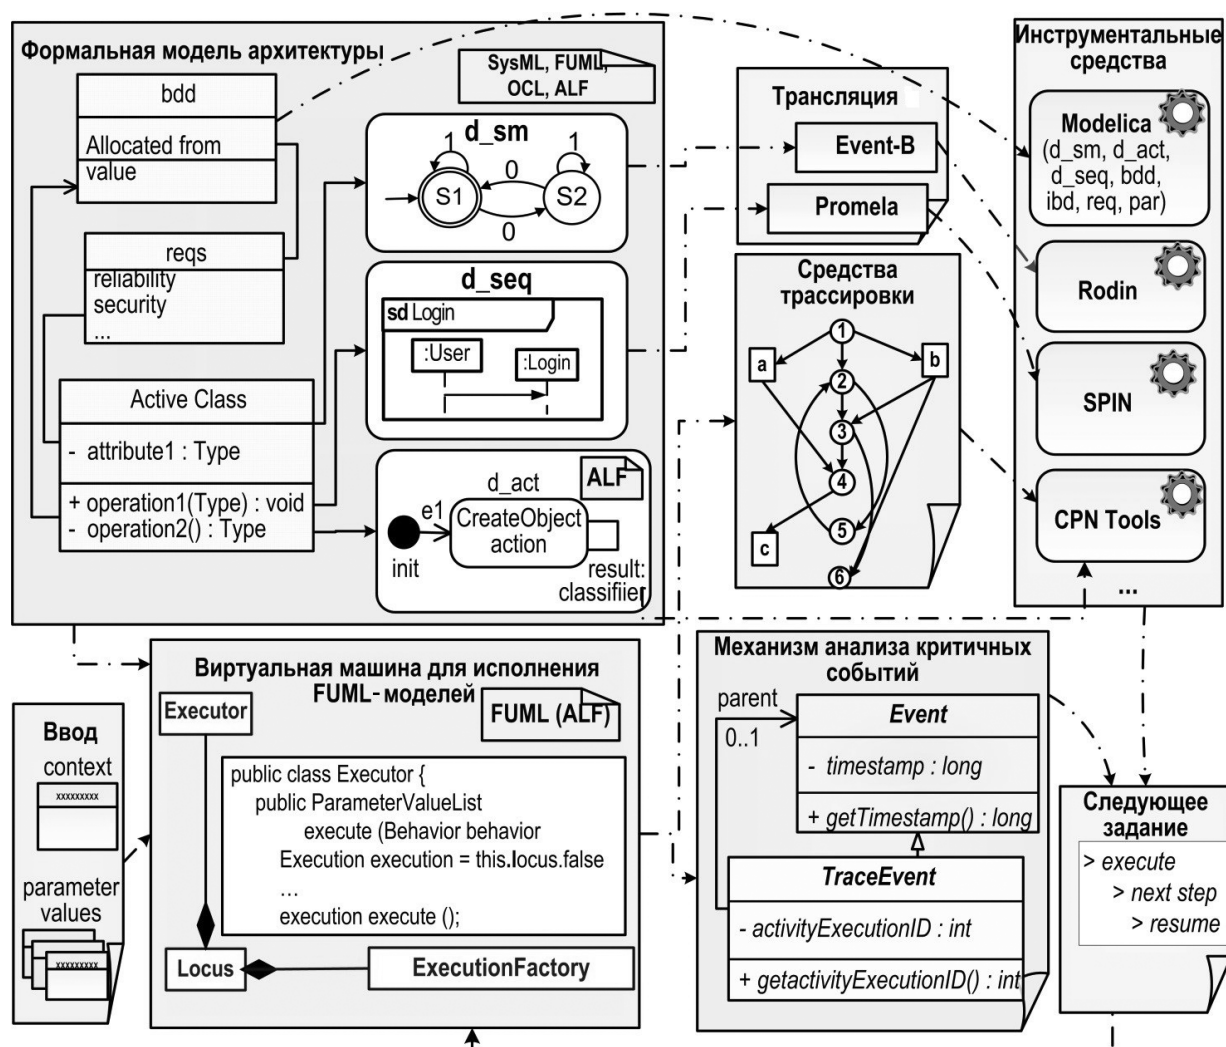 Формальная модель архитектуры
SysML, FUML,
OCL, ALF
bdd
Allocated from
value
reqs
reliability
security
...
Active Class
- attribute1 : Type
+ operation1(Type) : void
- operation2() : Type
d_sm
1
1
0
S1
S2
0
d_seq
sd Login
:User
:Login
ALF
d_act
e1
CreateObject
action
init
result:
classifiier
Трансляция
Event-B
Promela
Средства
трассировки
1
a
b
2
3
4
5
c
6
Инструментальные
средства
Modelica
(d_sm, d_act,
d_seq, bdd,
ibd, req, par)
Rodin
SPIN
CPN Tools
...
Ввод
context
xxxxxxxxx
parameter
values
xxxxxxxxx
Виртуальная машина для исполнения
FUML-моделей
Executor
FUML (ALF)
public class Executor {
public ParameterValueList
execute (Behavior behavior
Execution execution = this.locus.false
...
execution execute ();
Locus
ExecutionFactory
Механизм анализа критичных
событий
parent
0..1
Event
- timestamp : long
+ getTimestamp() : long
TraceEvent
- activityExecutionID : int
+ getactivityExecutionID() : int
Следующее
задание
> execute
> next step
> resume